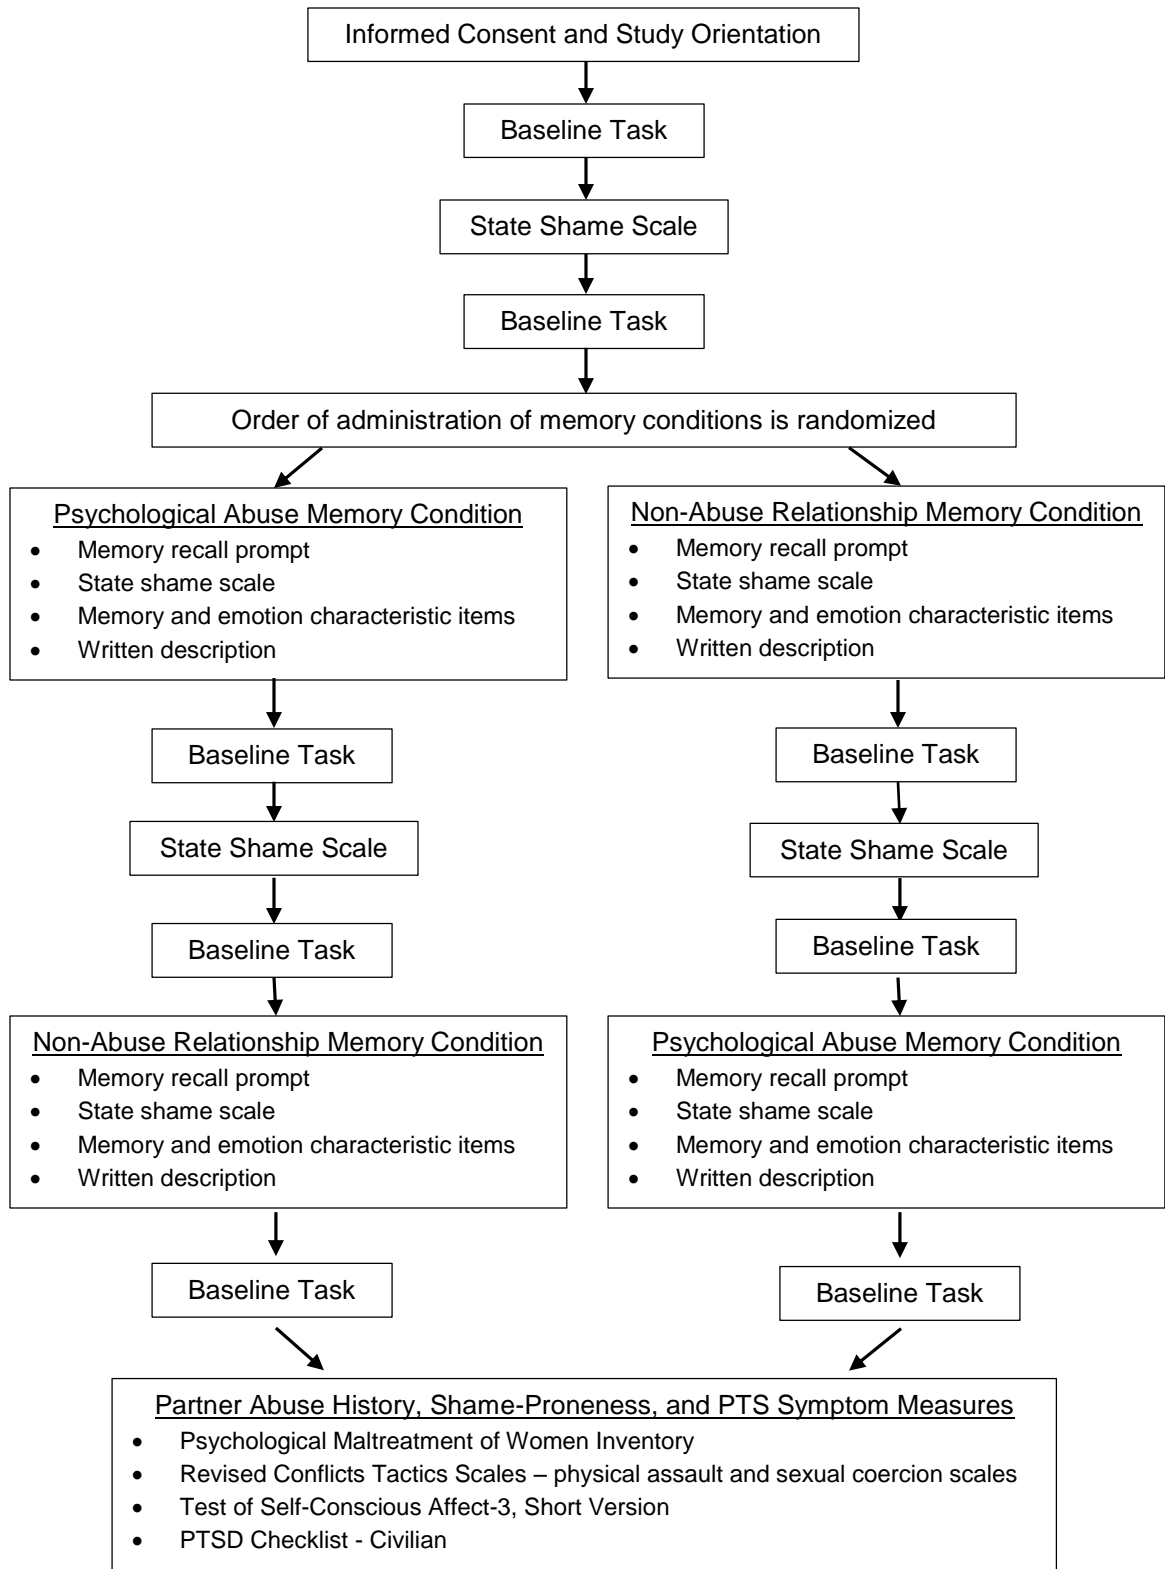 Informed Consent and Study Orientation
Baseline Task
State Shame Scale
Baseline Task
Order of administration of memory conditions is randomized
Psychological Abuse Memory Condition
• Memory recall prompt
• State shame scale
• Memory and emotion characteristic items
• Written description
Baseline Task
State Shame Scale
Baseline Task
Non-Abuse Relationship Memory Condition
• Memory recall prompt
• State shame scale
• Memory and emotion characteristic items
• Written description
Baseline Task
Non-Abuse Relationship Memory Condition
• Memory recall prompt
• State shame scale
• Memory and emotion characteristic items
• Written description
Baseline Task
State Shame Scale
Baseline Task
Psychological Abuse Memory Condition
• Memory recall prompt
• State shame scale
• Memory and emotion characteristic items
• Written description
Baseline Task
Partner Abuse History, Shame-Proneness, and PTS Symptom Measures
• Psychological Maltreatment of Women Inventory
• Revised Conflicts Tactics Scales – physical assault and sexual coercion scales
• Test of Self-Conscious Affect-3, Short Version
• PTSD Checklist - Civilian